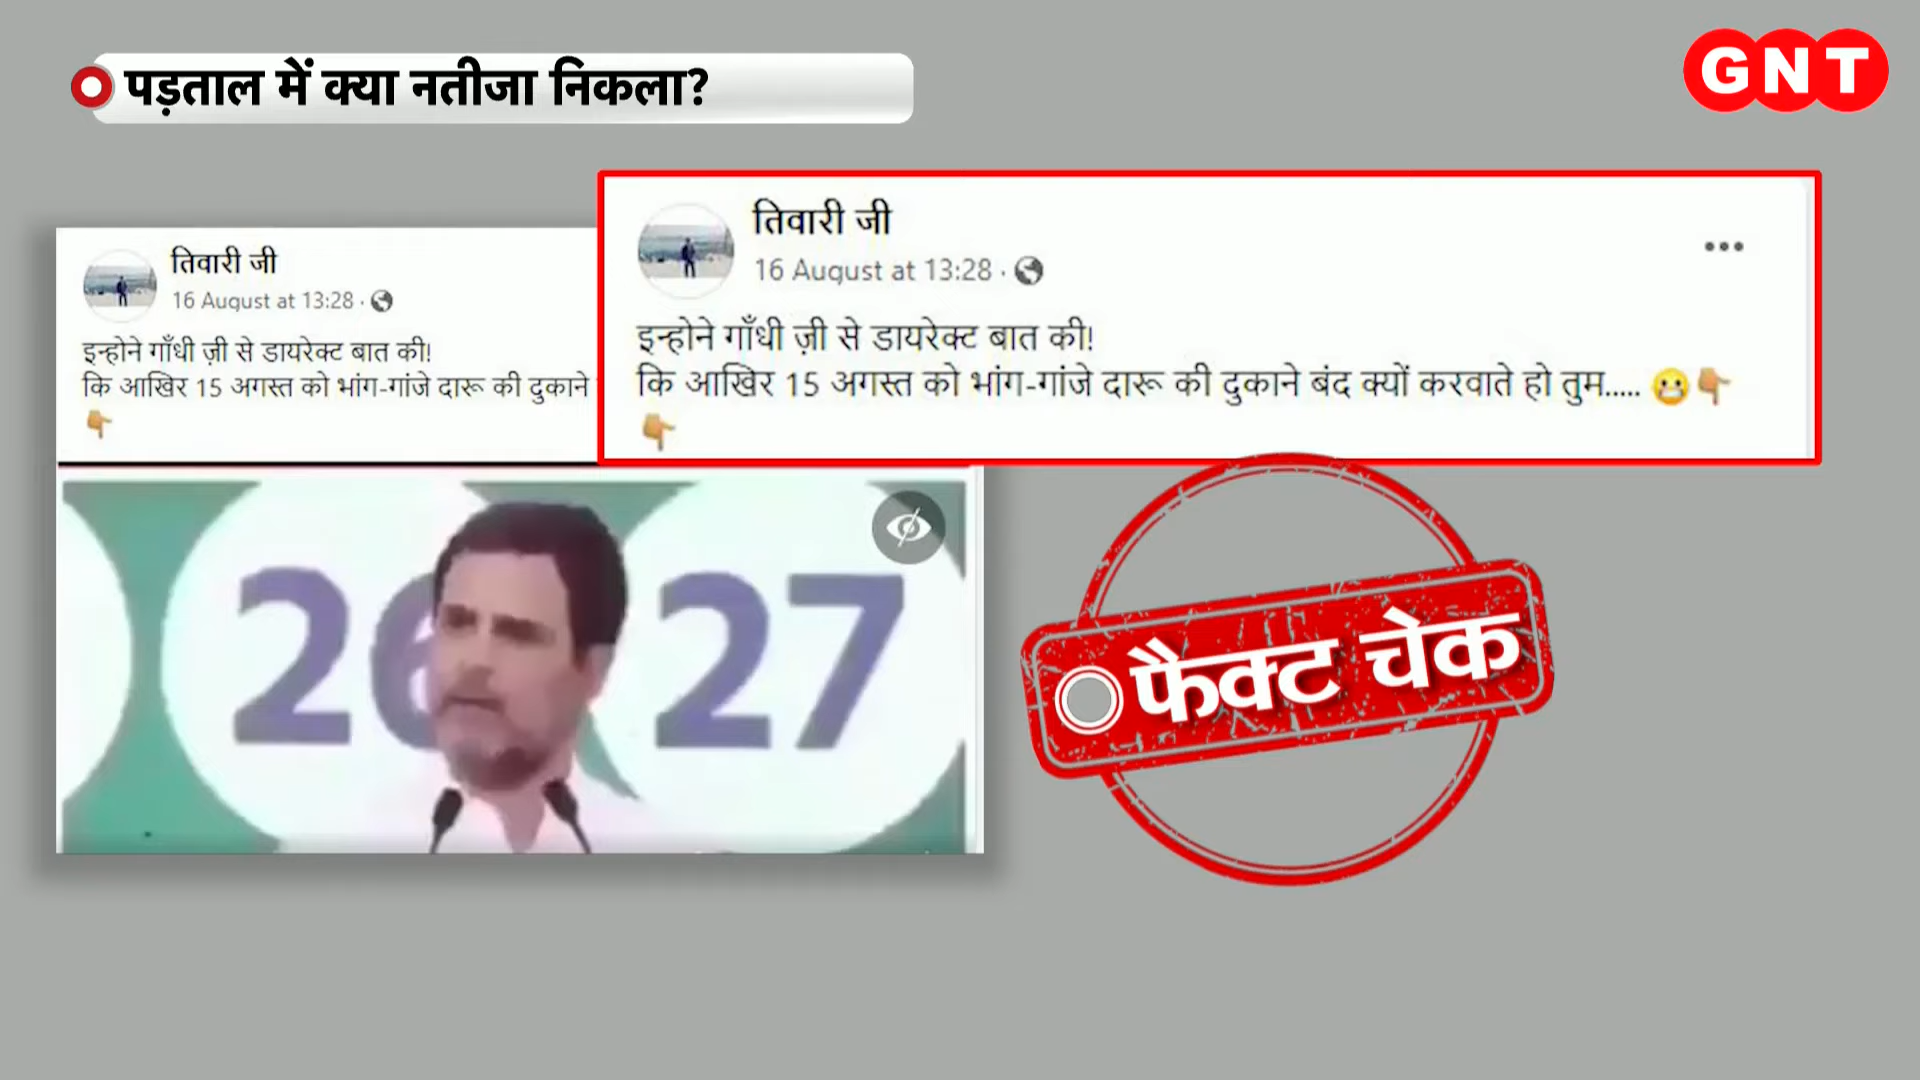 पड़ताल में क्या नतीजा निकला?
GNT
तिवारी जी
16 August at 13:28 ·
इन्होने गाँधी ज़ी से डायरेक्ट बात की!
कि आखिर 15 अगस्त को भांग-गांजे दारू की दुकाने
👇
तिवारी जी
16 August at 13:28 ·
...
इन्होने गाँधी ज़ी से डायरेक्ट बात की!
कि आखिर 15 अगस्त को भांग-गांजे दारू की दुकाने बंद क्यों करवाते हो तुम..... 😬👇
👇
26 27
फैक्ट चेक